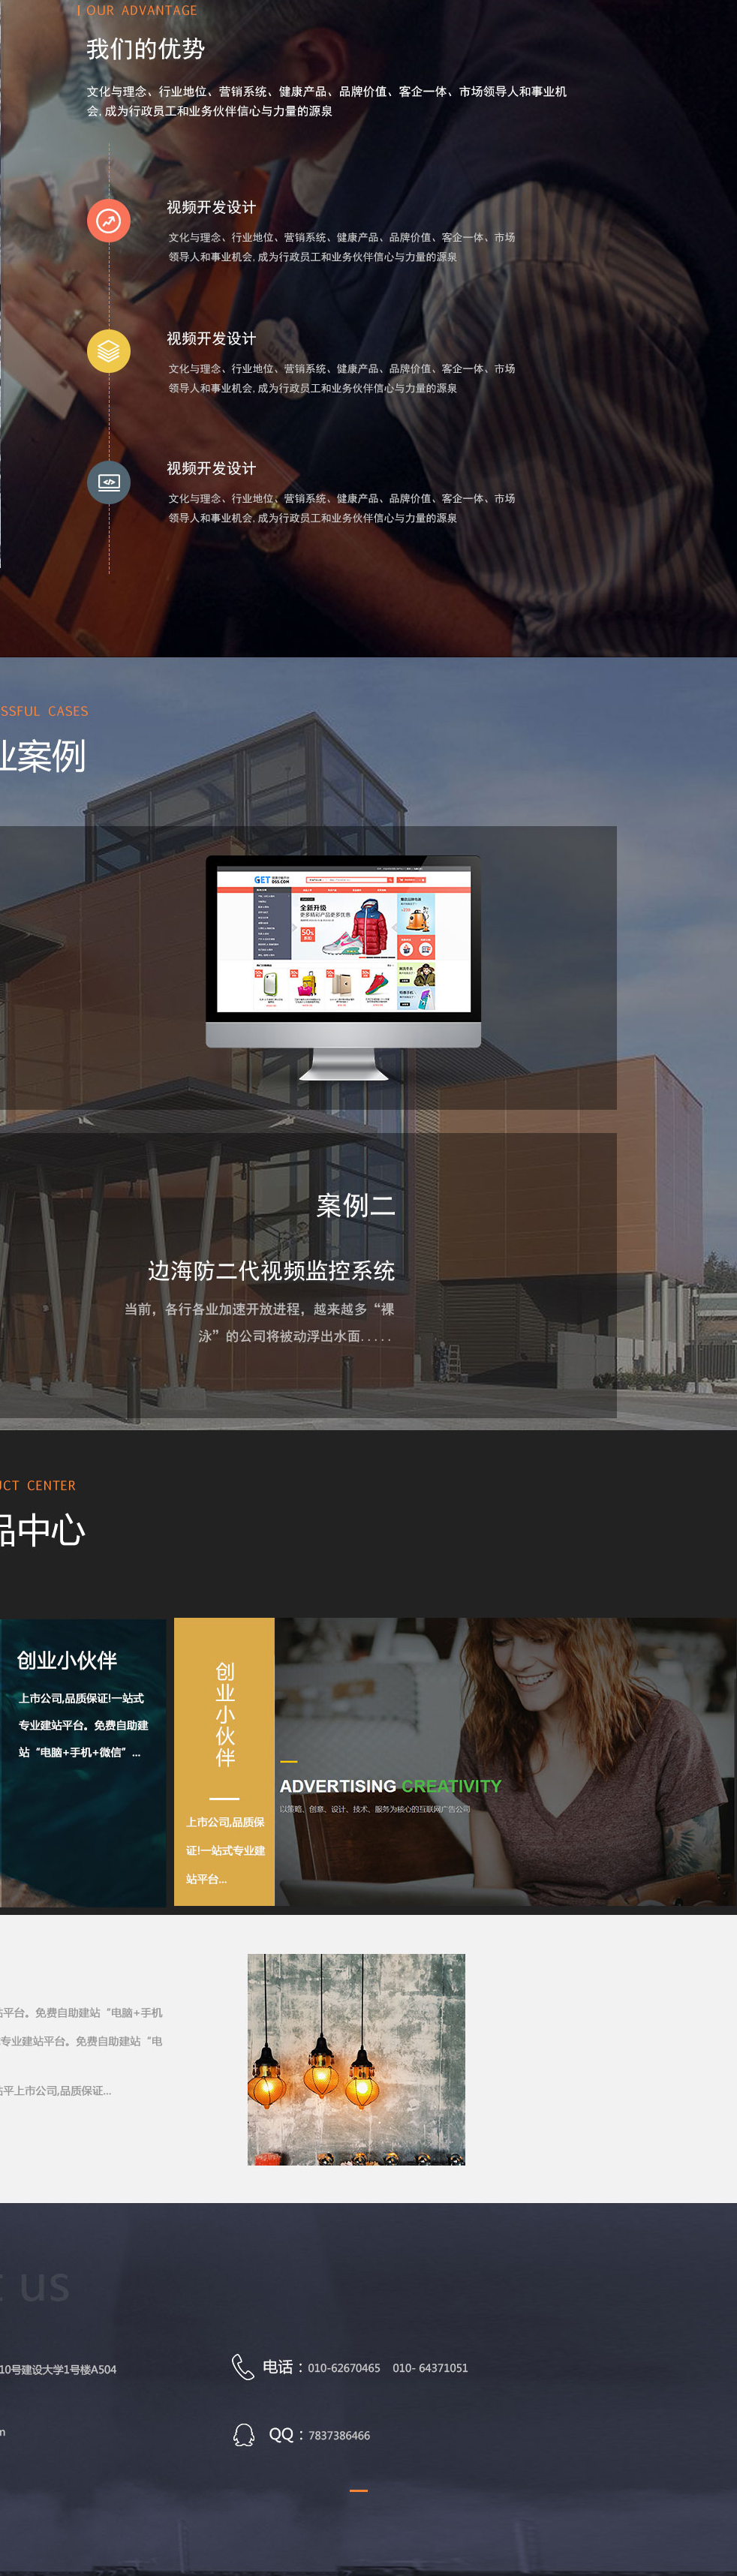 OUR ADVANTAGE
我们的优势
文化与理念、行业地位、营销系统、健康产品、品牌价值、客企一体、市场领导人和事业机
会,成为行政员工和业务伙伴信心与力量的源泉
视频开发设计
文化与理念、行业地位、营销系统、健康产品、品牌价值、客企一体、市场
领导人和事业机会,成为行政员工和业务伙伴信心与力量的源泉
视频开发设计
文化与理念、行业地位、营销系统、健康产品、品牌价值、客企一体、市场
领导人和事业机会,成为行政员工和业务伙伴信心与力量的源泉
视频开发设计
文化与理念、行业地位、营销系统、健康产品、品牌价值、客企一体、市场
领导人和事业机会,成为行政员工和业务伙伴信心与力量的源泉
SSFUL CASES
业案例
GET
全新升级
更多精彩产品更多优惠
50%
案例二
边海防二代视频监控系统
当前，各行各业加速开放进程，越来越多“裸
泳”的公司将被动浮出水面.....
CT CENTER
品中心
创业小伙伴
上市公司,品质保证!一站式
专业建站平台。免费自助建
站“电脑+手机+微信”...
创业小伙伴
上市公司,品质保
证!一站式专业建
站平台...
ADVERTISING CREATIVITY
以策略、创意、设计、技术、服务为核心的互联网广告公司
站平台。免费自助建站“电脑+手机
专业建站平台。免费自助建站“电
站平上市公司,品质保证...
t us
10号建设大学1号楼A504
电话：010-62670465 010- 64371051
m
QQ：7837386466